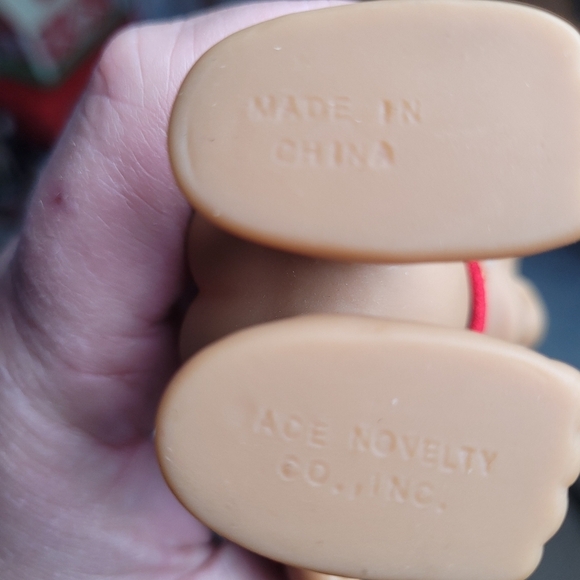 MADE IN
CHINA
ACE NOVELTY
CO., INC.